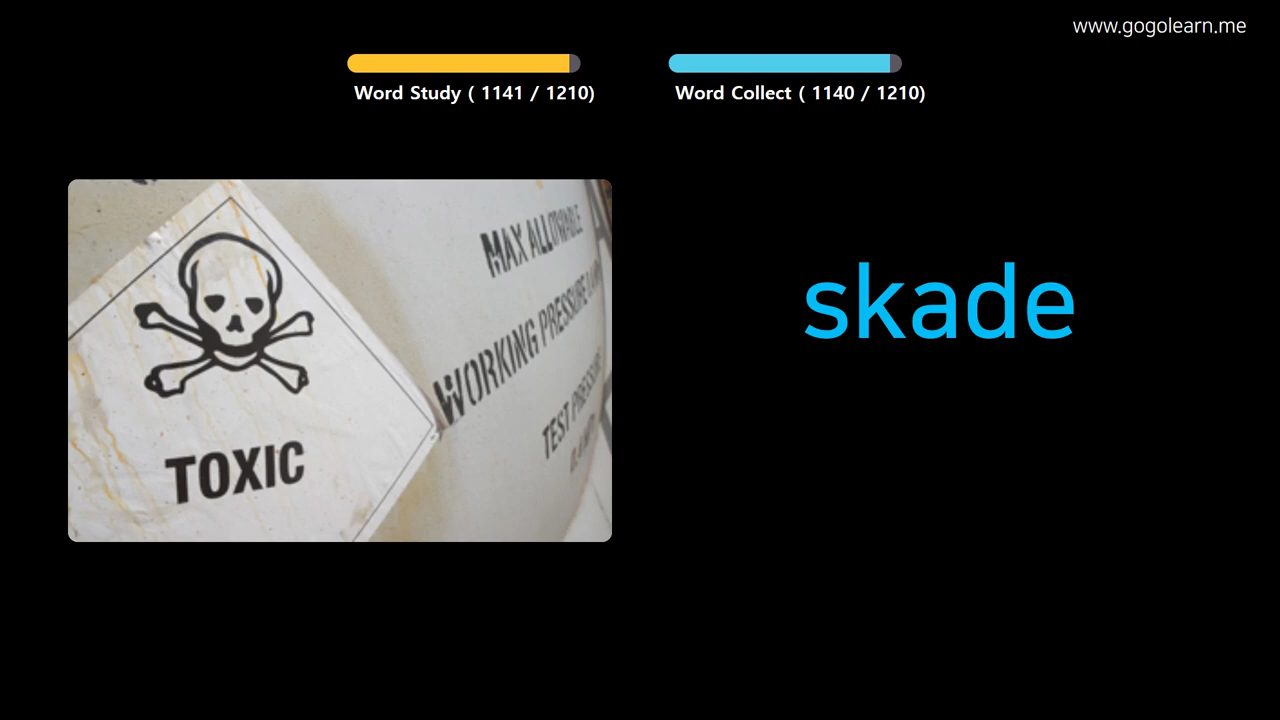 www.gogolearn.me
Word Study ( 1141 / 1210)
Word Collect ( 1140 / 1210)
MAX ALLOWABLE
WORKING PRESSURE
TEST PRESSURE
TOXIC
skade